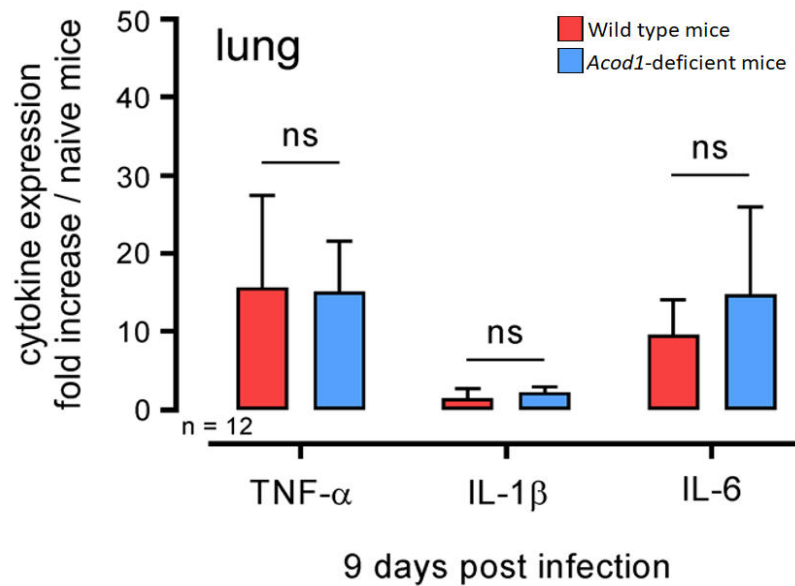 50
40
30
20
10
0
cytokine expression
fold increase / naive mice
lung
Wild type mice
Acod1-deficient mice
ns
ns
ns
n = 12
TNF-α
IL-1β
IL-6
9 days post infection